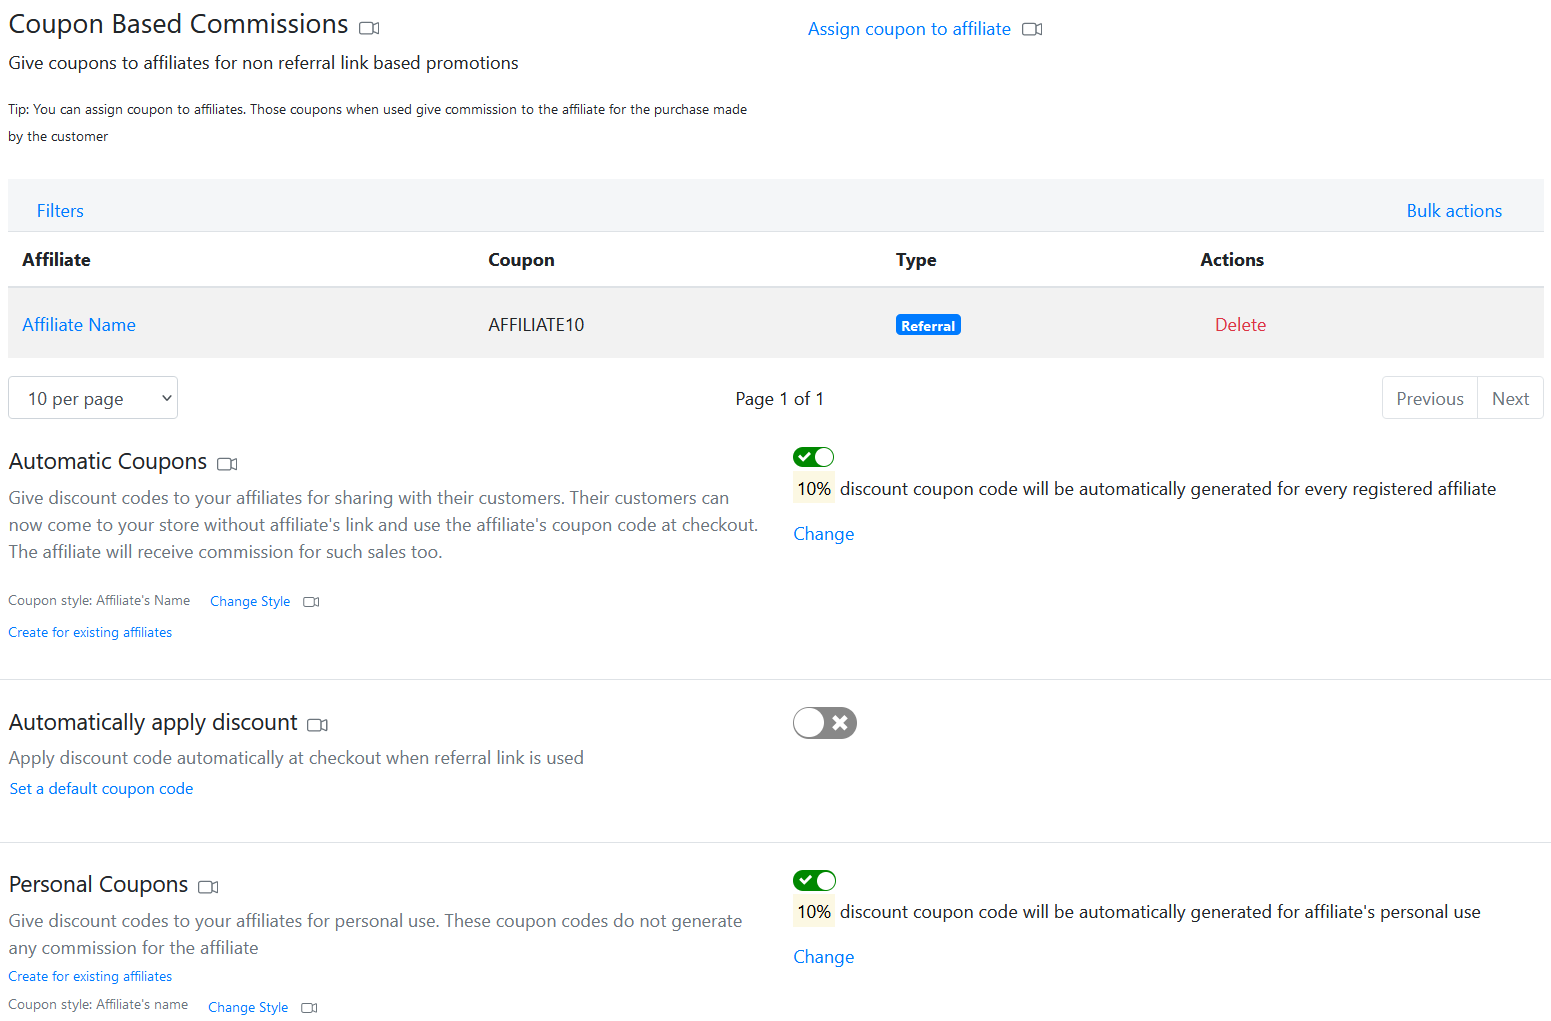 Coupon Based Commissions
Assign coupon to affiliate
Give coupons to affiliates for non referral link based promotions
Tip: You can assign coupon to affiliates. Those coupons when used give commission to the affiliate for the purchase made
by the customer
Filters
Bulk actions
Affiliate Coupon Type Actions
Affiliate Name AFFILIATE10 Referral Delete
10 per page
Page 1 of 1
Previous Next
Automatic Coupons
Give discount codes to your affiliates for sharing with their customers. Their customers can
now come to your store without affiliate's link and use the affiliate's coupon code at checkout.
The affiliate will receive commission for such sales too.
Coupon style: Affiliate's Name Change Style
Create for existing affiliates
10% discount coupon code will be automatically generated for every registered affiliate
Change
Automatically apply discount
Apply discount code automatically at checkout when referral link is used
Set a default coupon code
Personal Coupons
Give discount codes to your affiliates for personal use. These coupon codes do not generate
any commission for the affiliate
Create for existing affiliates
Coupon style: Affiliate's name Change Style
10% discount coupon code will be automatically generated for affiliate's personal use
Change